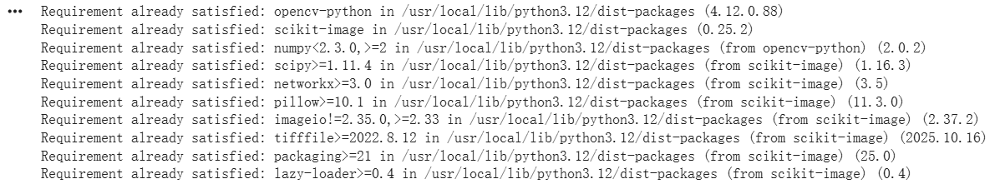 Requirement already satisfied: opencv-python in /usr/local/lib/python3.12/dist-packages (4.12.0.88)
Requirement already satisfied: scikit-image in /usr/local/lib/python3.12/dist-packages (0.25.2)
Requirement already satisfied: numpy<2.3.0,>=2 in /usr/local/lib/python3.12/dist-packages (from opencv-python) (2.0.2)
Requirement already satisfied: scipy>=1.11.4 in /usr/local/lib/python3.12/dist-packages (from scikit-image) (1.16.3)
Requirement already satisfied: networkx>=3.0 in /usr/local/lib/python3.12/dist-packages (from scikit-image) (3.5)
Requirement already satisfied: pillow>=10.1 in /usr/local/lib/python3.12/dist-packages (from scikit-image) (11.3.0)
Requirement already satisfied: imageio!=2.35.0,>=2.33 in /usr/local/lib/python3.12/dist-packages (from scikit-image) (2.37.2)
Requirement already satisfied: tifffile>=2022.8.12 in /usr/local/lib/python3.12/dist-packages (from scikit-image) (2025.10.16)
Requirement already satisfied: packaging>=21 in /usr/local/lib/python3.12/dist-packages (from scikit-image) (25.0)
Requirement already satisfied: lazy-loader>=0.4 in /usr/local/lib/python3.12/dist-packages (from scikit-image) (0.4)